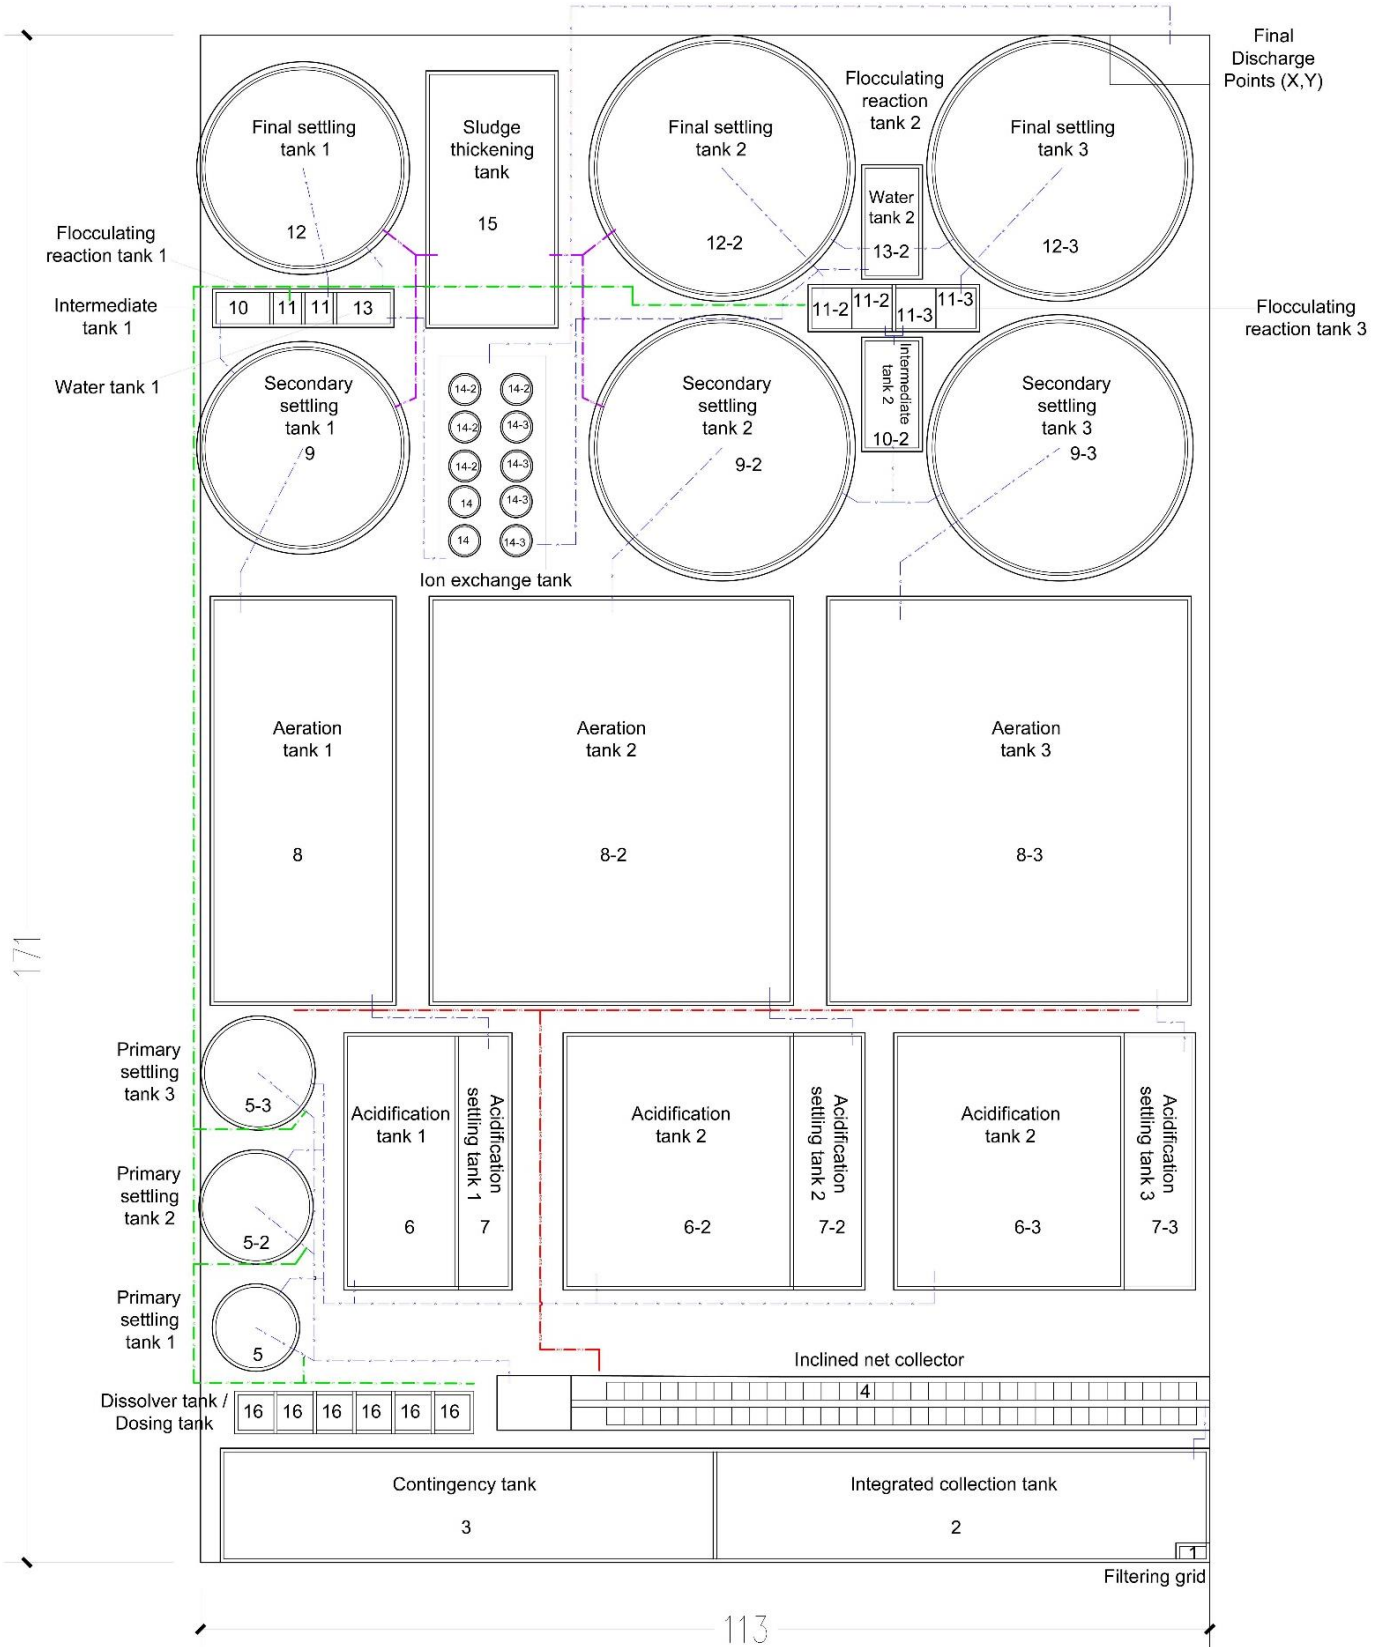 Final
Discharge
Points (X,Y)
Flocculating
reaction
tank 2
Final settling
tank 1
12
Sludge
thickening
tank
15
Final settling
tank 2
12-2
Final settling
tank 3
12-3
Water
tank 2
13-2
Flocculating
reaction tank 1
Intermediate
tank 1
Water tank 1
10
11
11
13
11-2
11-2
11-3
11-3
Flocculating
reaction tank 3
Intermediate
tank 2
10-2
Secondary
settling
tank 1
9
14-2
14-2
14-2
14-3
14-2
14-3
14
14-3
14
14-3
Ion exchange tank
Secondary
settling
tank 2
9-2
Secondary
settling
tank 3
9-3
Aeration
tank 1
8
Aeration
tank 2
8-2
Aeration
tank 3
8-3
171
Primary
settling
tank 3
5-3
Primary
settling
tank 2
5-2
Primary
settling
tank 1
5
Acidification
tank 1
6
Acidification
settling tank 1
7
Acidification
tank 2
6-2
Acidification
settling tank 2
7-2
Acidification
tank 2
6-3
Acidification
settling tank 3
7-3
Inclined net collector
4
Dissolver tank /
Dosing tank
16
16
16
16
16
16
Contingency tank
3
Integrated collection tank
2
1
Filtering grid
113